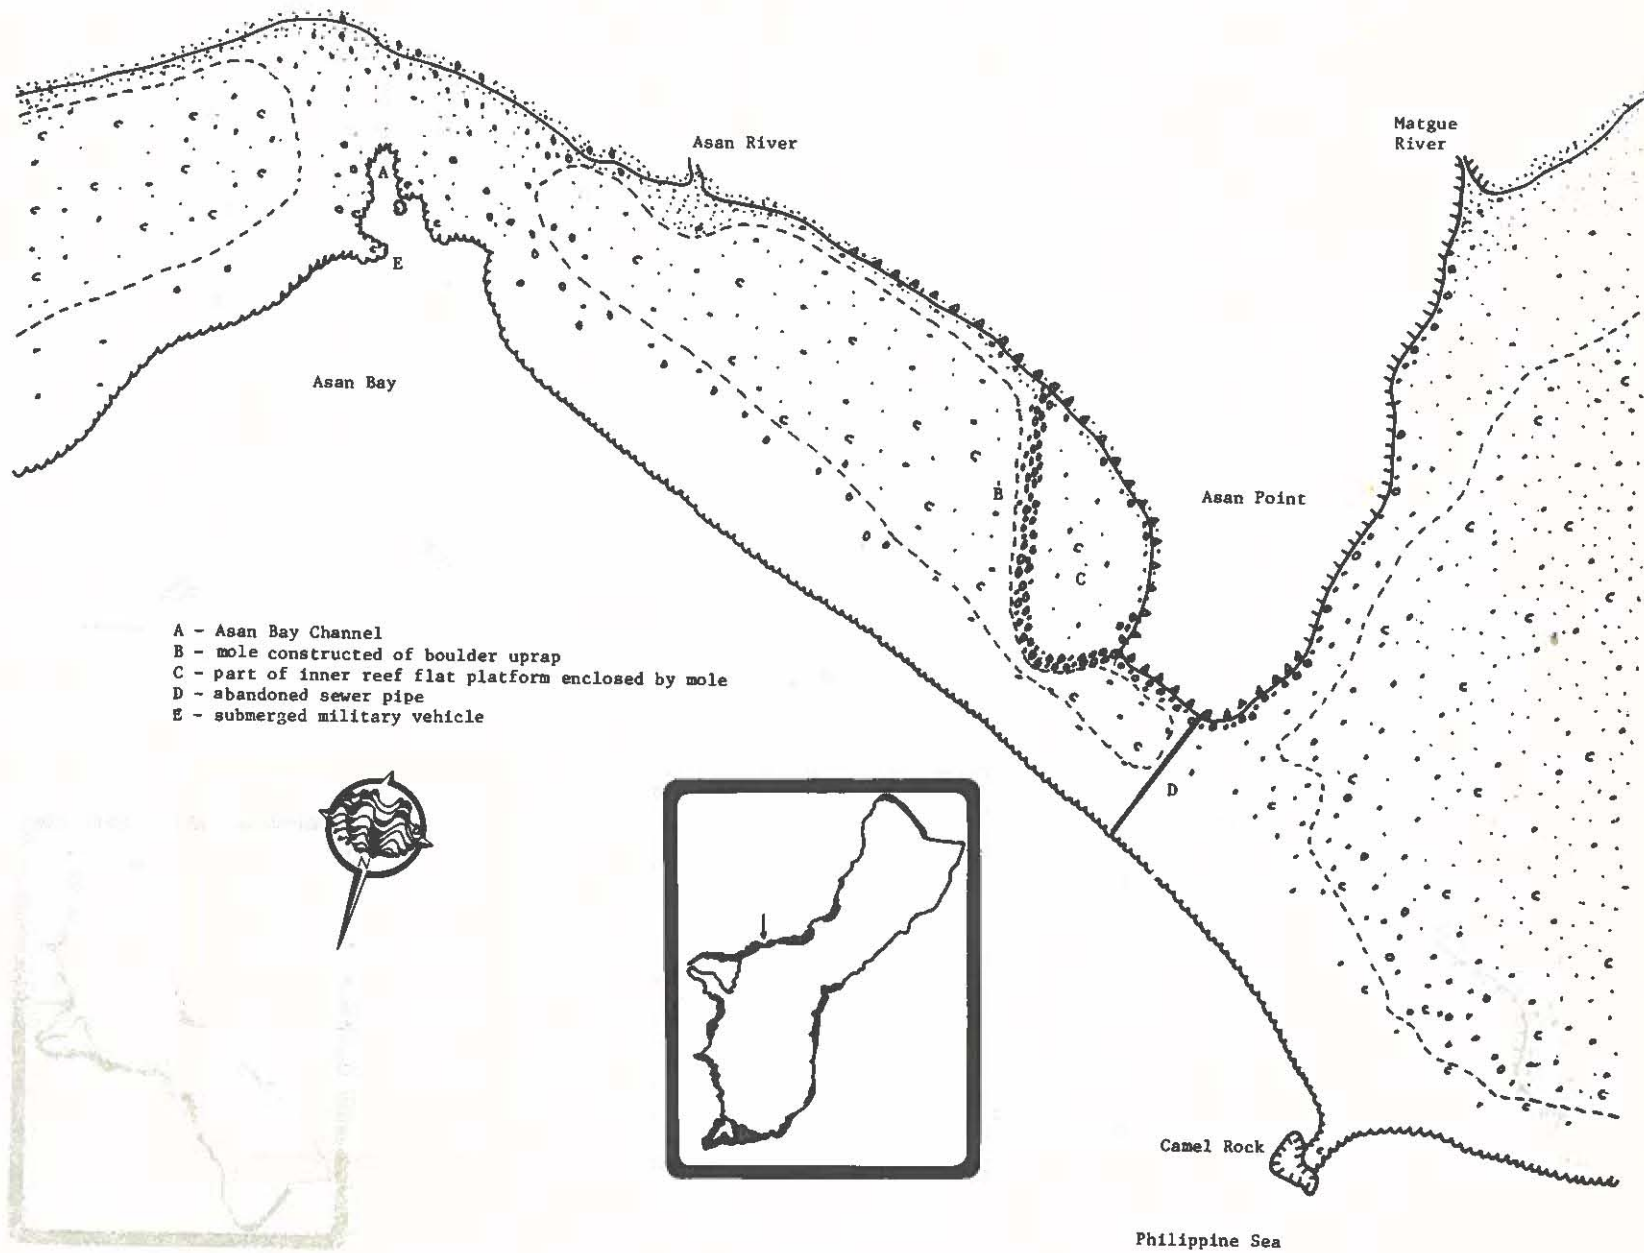 Asan River
Matgue
River
A
E
Asan Bay
B
Asan Point
C
A - Asan Bay Channel
B - mole constructed of boulder uprap
C - part of inner reef flat platform enclosed by mole
D - abandoned sewer pipe
E - submerged military vehicle
D
N
Camel Rock
Philippine Sea